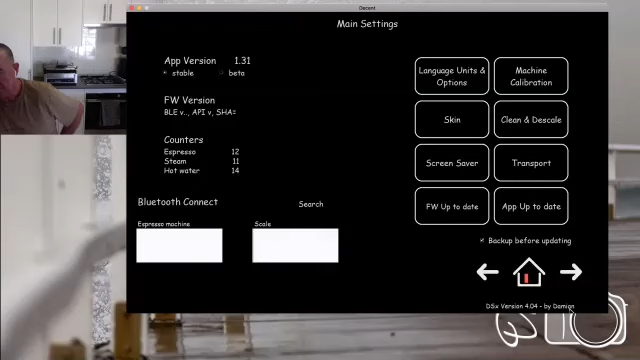 Decent
Main Settings
App Version 1.31
stable beta
FW Version
BLE v.., API v, SHA=
Counters
Espresso 12
Steam 11
Hot water 14
Bluetooth Connect Search
Espresso machine Scale
Language Units & Options
Machine Calibration
Skin
Clean & Descale
Screen Saver
Transport
FW Up to date
App Up to date
Backup before updating
DSx Version 4.04 - by Damian